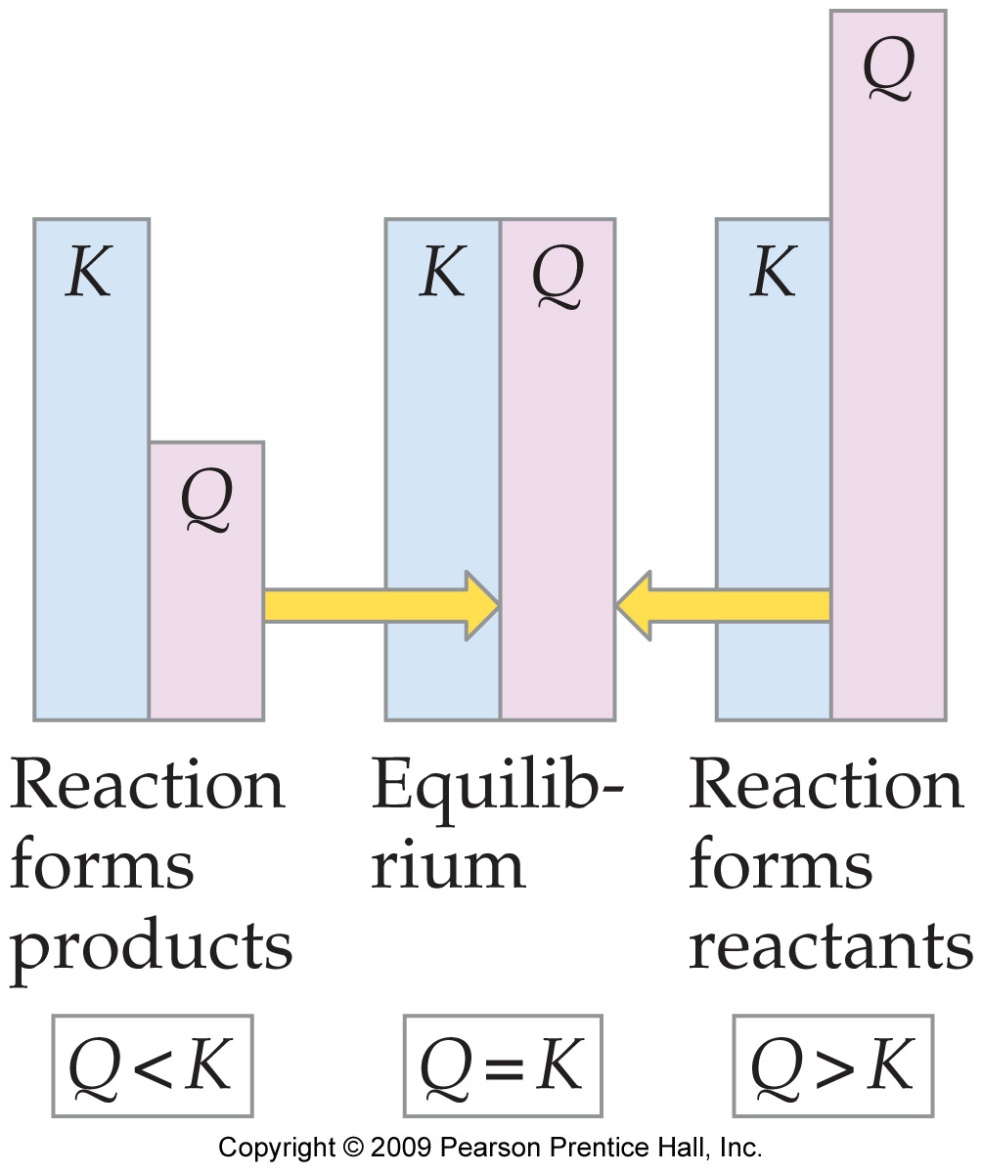 Q
K
K Q
K
Q
Reaction
forms
products
Equilib-
rium
Reaction
forms
reactants
Q < K
Q = K
Q > K
Copyright © 2009 Pearson Prentice Hall, Inc.